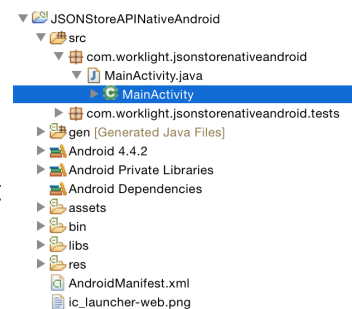 JSONStoreAPINativeAndroid
src
com.worklight.jsonstorenativeandroid
MainActivity.java
MainActivity
com.worklight.jsonstorenativeandroid.tests
gen [Generated Java Files]
Android 4.4.2
Android Private Libraries
Android Dependencies
assets
bin
libs
res
AndroidManifest.xml
ic_launcher-web.png